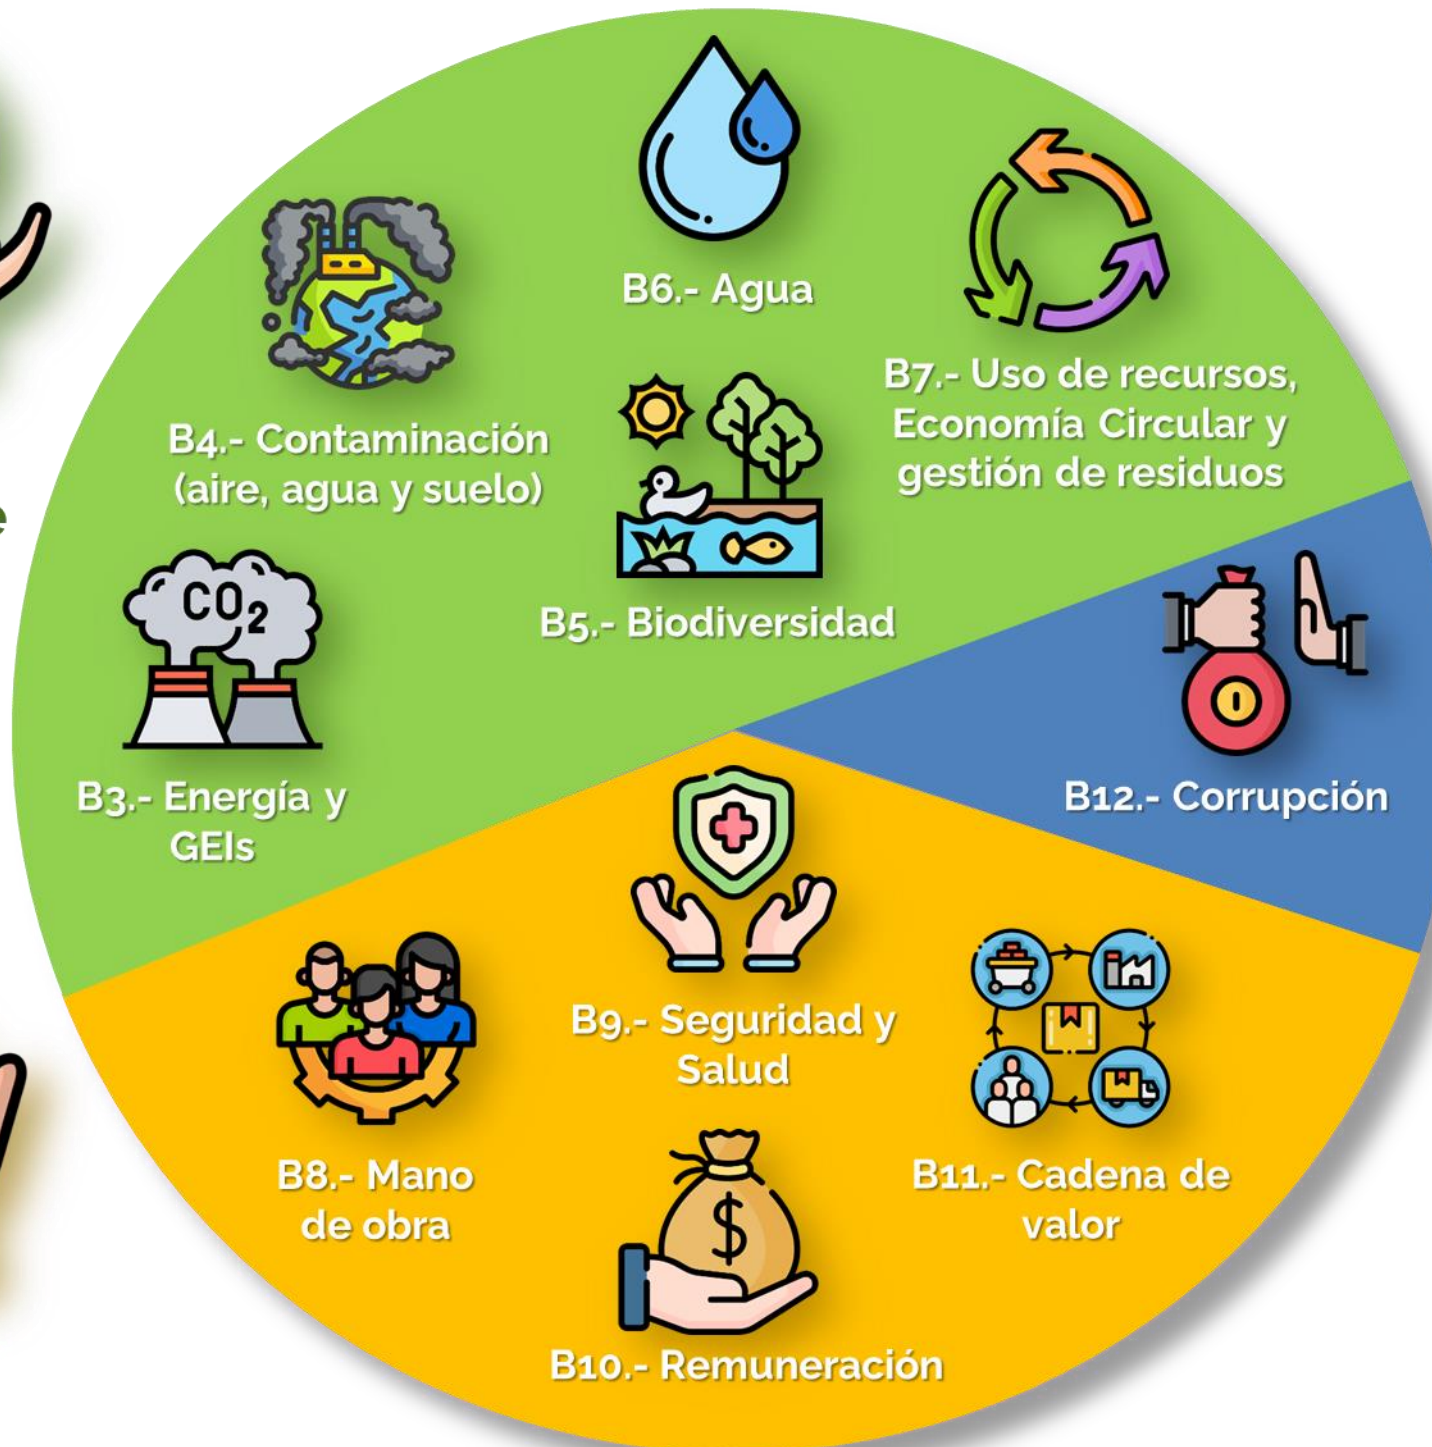 B6.- Agua
B7.- Uso de recursos,
Economía Circular y
gestión de residuos
B4.- Contaminación
(aire, agua y suelo)
B5.- Biodiversidad
CO2
B3.- Energía y
GEIs
B12.- Corrupción
B9.- Seguridad y
Salud
B8.- Mano
de obra
B11.- Cadena de
valor
$
B10.- Remuneración